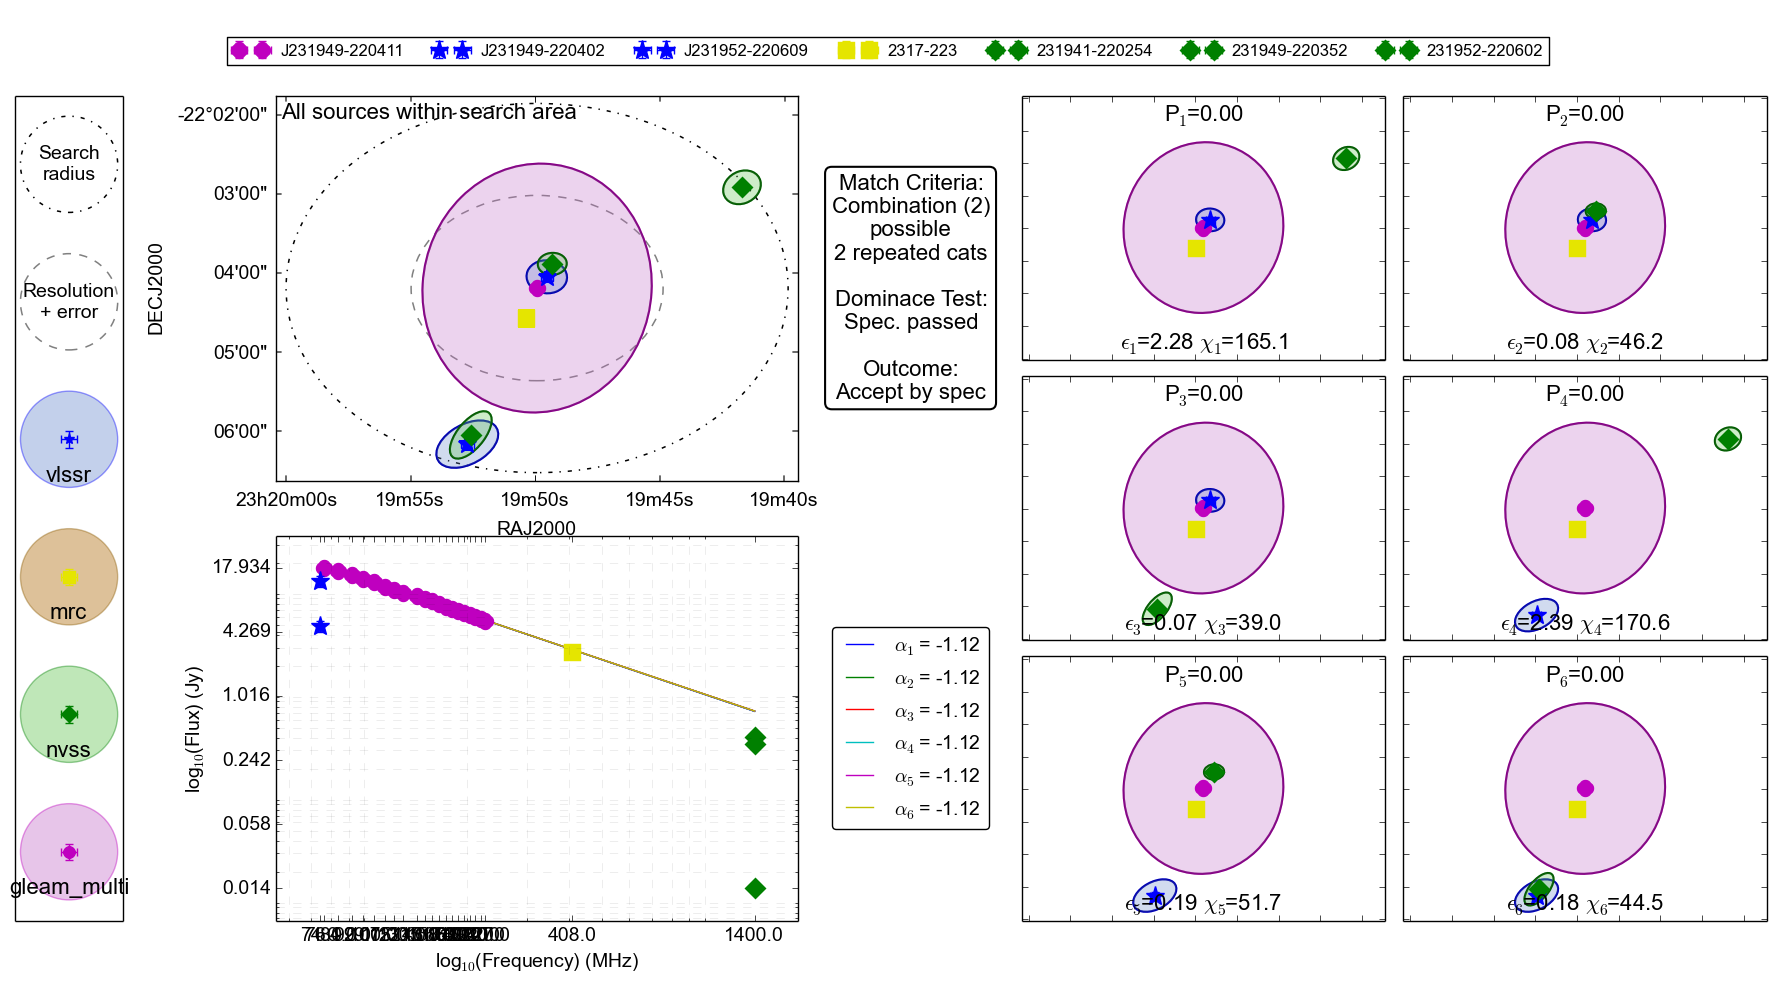 J231949-220411 J231949-220402 J231952-220609 2317-223 231941-220254 231949-220352 231952-220602
Search
radius
Resolution
+ error
vlssr
mrc
nvss
gleam_multi
All sources within search area
-22°02'00"
03'00"
04'00"
05'00"
06'00"
DECJ2000
23h20m00s 19m55s 19m50s 19m45s 19m40s
RAJ2000
Match Criteria:
Combination (2)
possible
2 repeated cats
Dominace Test:
Spec. passed
Outcome:
Accept by spec
17.934
4.269
1.016
0.242
0.058
0.014
log10(Flux) (Jy)
408.0 1400.0
log10(Frequency) (MHz)
α1 = -1.12
α2 = -1.12
α3 = -1.12
α4 = -1.12
α5 = -1.12
α6 = -1.12
P1=0.00
ϵ1=2.28 χ1=165.1
P2=0.00
ϵ2=0.08 χ2=46.2
P3=0.00
ϵ3=0.07 χ3=39.0
P4=0.00
ϵ4=2.39 χ4=170.6
P5=0.00
ϵ5=0.19 χ5=51.7
P6=0.00
ϵ6=0.18 χ6=44.5